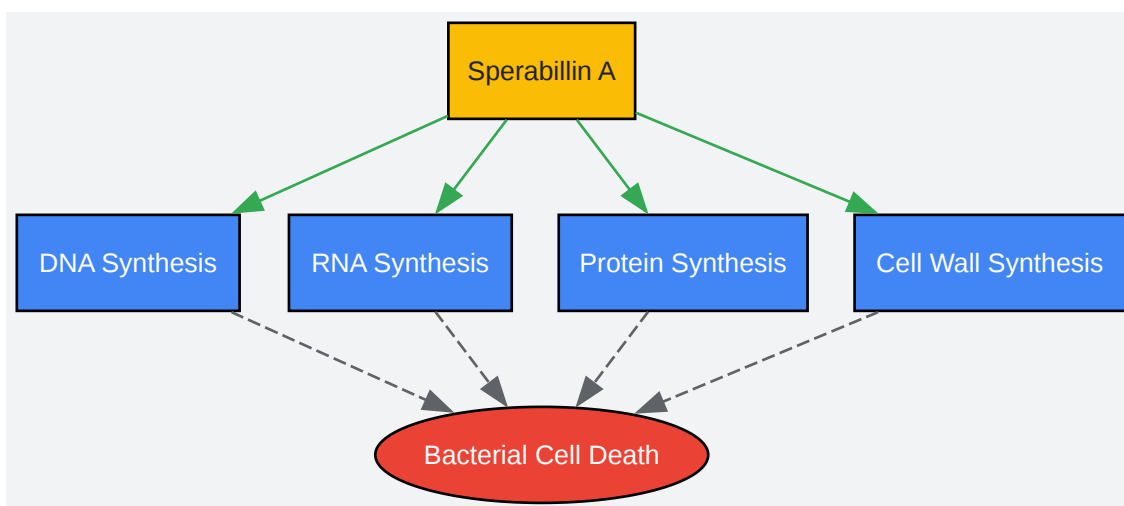 Sperabillin A
DNA Synthesis
RNA Synthesis
Protein Synthesis
Cell Wall Synthesis
Bacterial Cell Death